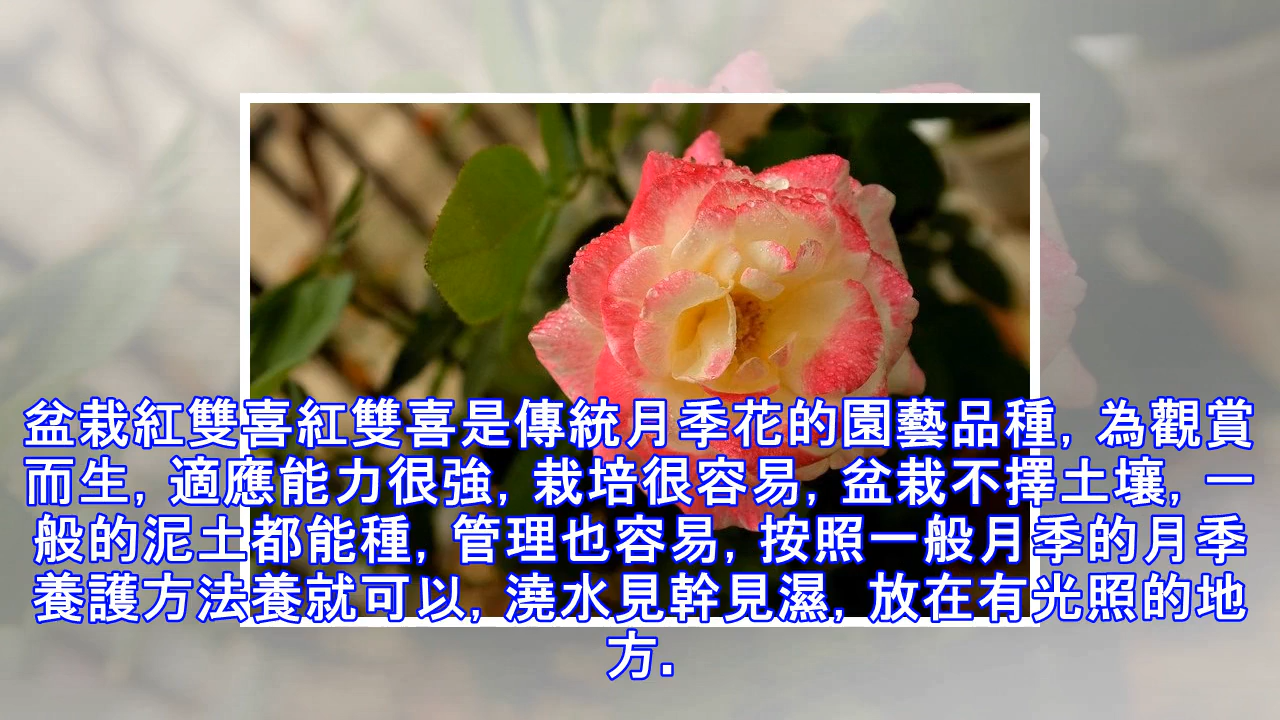 盆栽紅雙喜紅雙喜是傳統月季花的園藝品種, 為觀賞
而生, 適應能力很強, 栽培很容易, 盆栽不擇土壤, 一
般的泥土都能種, 管理也容易, 按照一般月季的月季
養護方法養就可以, 澆水見幹見濕, 放在有光照的地
方.